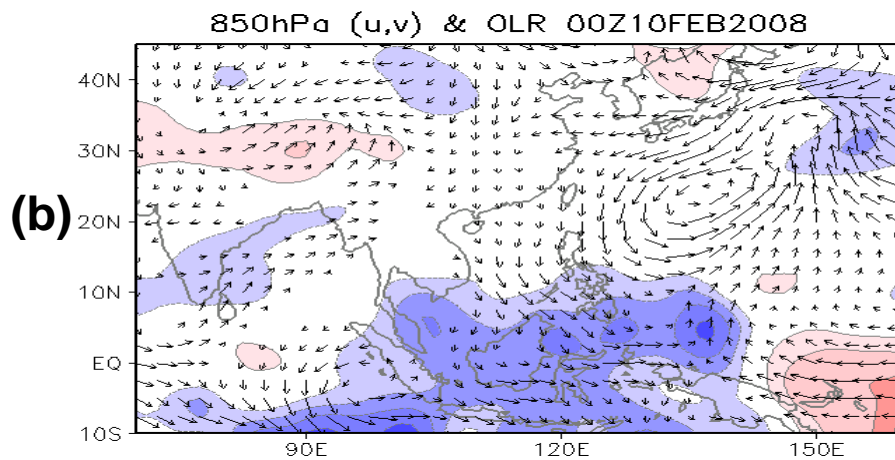 850hPa (u,v) & OLR 00Z10FEB2008
40N
30N
(b)
20N
10N
EQ
10S
90E 120E 150E